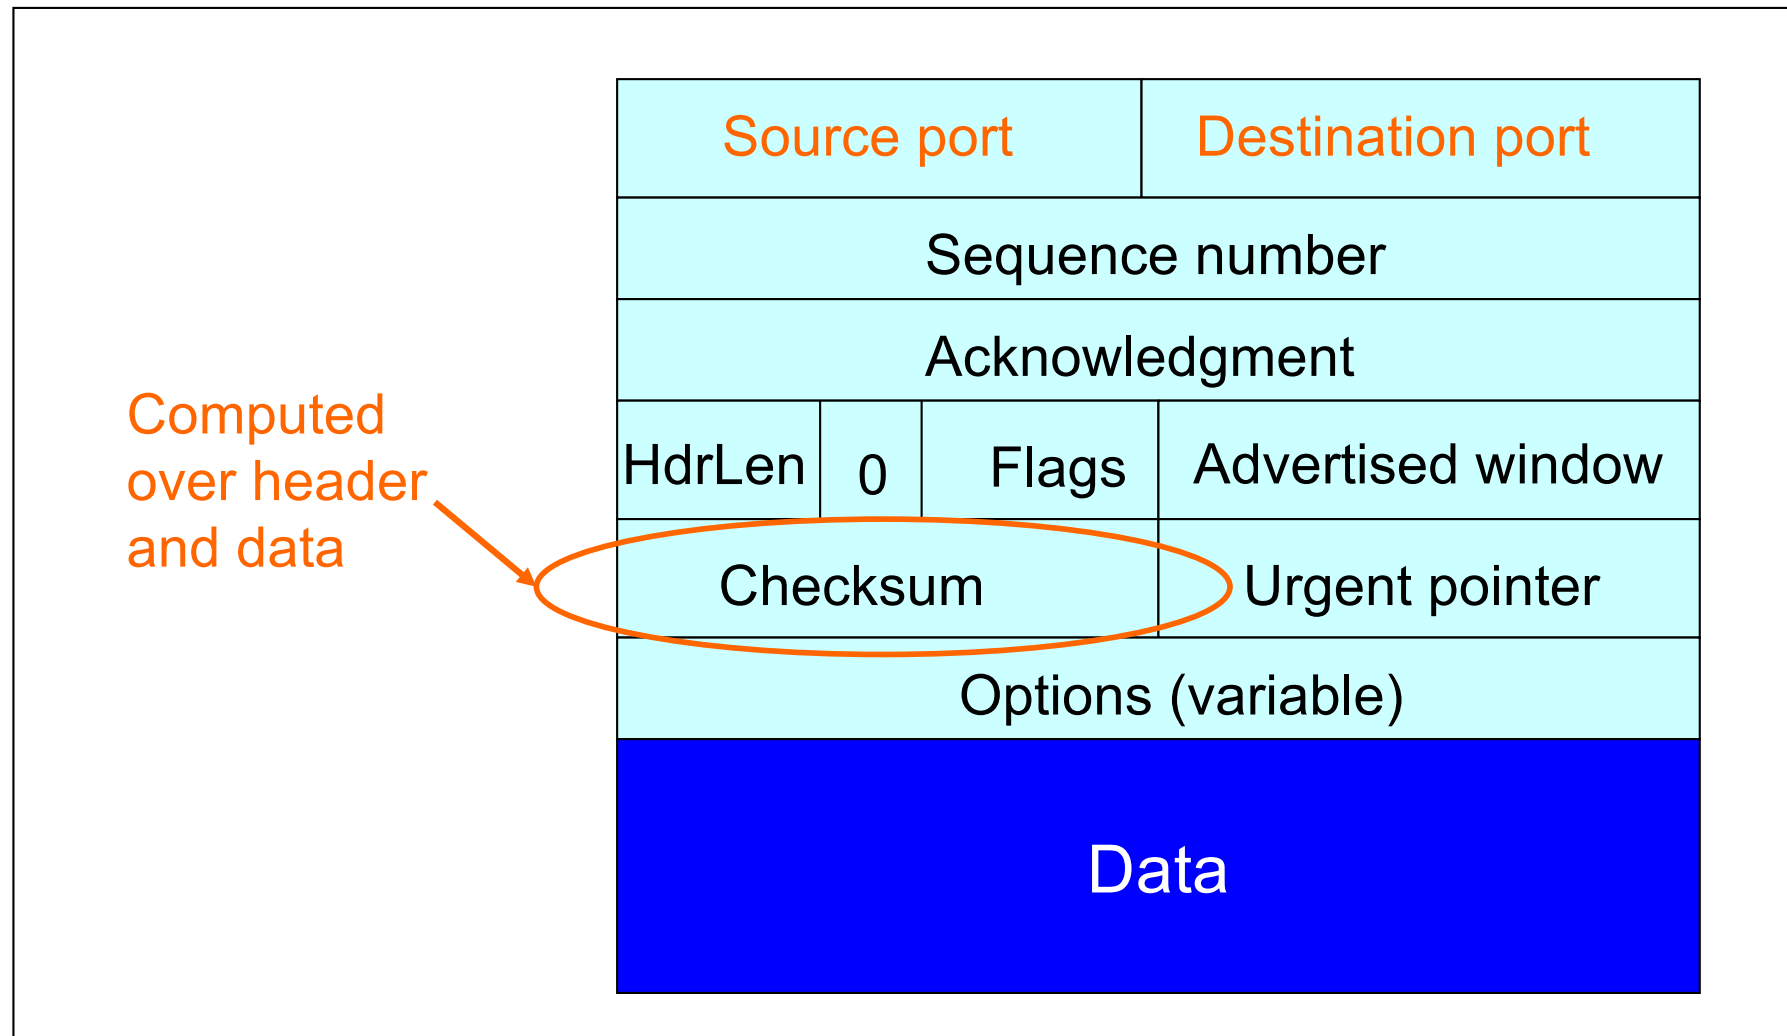 Source port
Destination port
Sequence number
Acknowledgment
Computed
over header
and data
HdrLen
0
Flags
Advertised window
Checksum
Urgent pointer
Options (variable)
Data